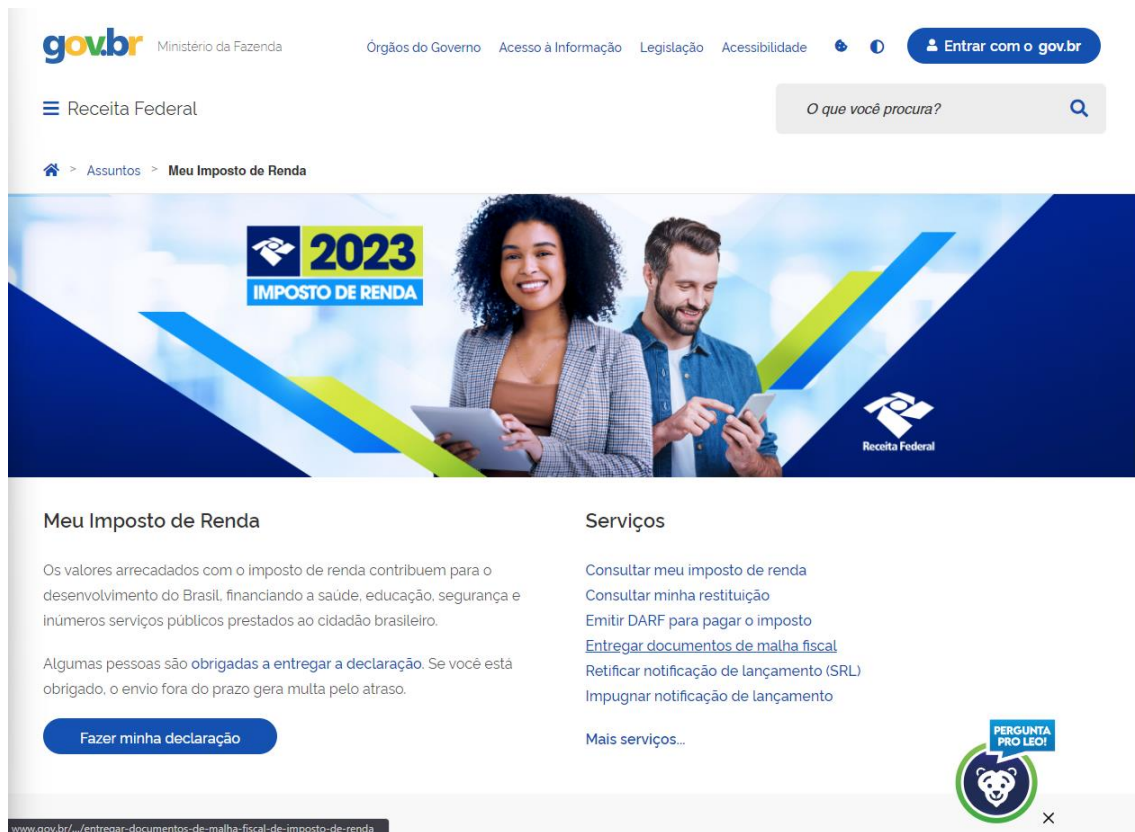 gov.br Ministério da Fazenda Órgãos do Governo Acesso à Informação Legislação Acessibilidade Entrar com o gov.br
Receita Federal O que você procura?
> Assuntos > Meu Imposto de Renda
2023
IMPOSTO DE RENDA
Receita Federal
Meu Imposto de Renda
Os valores arrecadados com o imposto de renda contribuem para o
desenvolvimento do Brasil, financiando a saúde, educação, segurança e
inúmeros serviços públicos prestados ao cidadão brasileiro.
Algumas pessoas são obrigadas a entregar a declaração. Se você está
obrigado, o envio fora do prazo gera multa pelo atraso.
Fazer minha declaração
Serviços
Consultar meu imposto de renda
Consultar minha restituição
Emitir DARF para pagar o imposto
Entregar documentos de malha fiscal
Retificar notificação de lançamento (SRL)
Impugnar notificação de lançamento
Mais serviços...
PERGUNTA
PRO LEO!
www.gov.br/.../entregar-documentos-de-malha-fiscal-de-imposto-de-renda